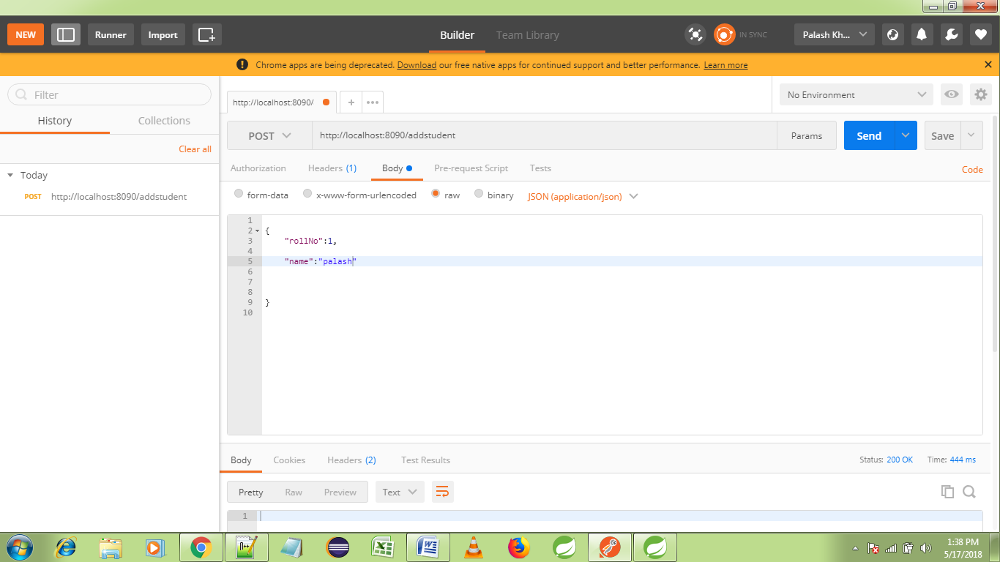 NEW Runner Import Builder Team Library IN SYNC Palash Kh...
! Chrome apps are being deprecated. Download our free native apps for continued support and better performance. Learn more
Filter
History Collections
Clear all
Today
POST http://localhost:8090/addstudent
http://localhost:8090/ + ••• No Environment
POST http://localhost:8090/addstudent Params Send Save
Authorization Headers (1) Body Pre-request Script Tests Code
form-data x-www-form-urlencoded raw binary JSON (application/json)
1
2 {
3 "rollNo":1,
4
5 "name":"palash"
6
7
8
9 }
10
Body Cookies Headers (2) Test Results Status: 200 OK Time: 444 ms
Pretty Raw Preview Text
1
1:38 PM
5/17/2018